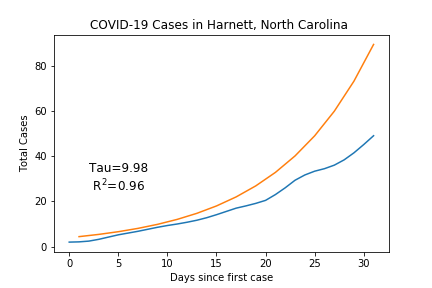 COVID-19 Cases in Harnett, North Carolina
Total Cases
80
60
40
20
0
Tau=9.98
R²=0.96
0 5 10 15 20 25 30
Days since first case